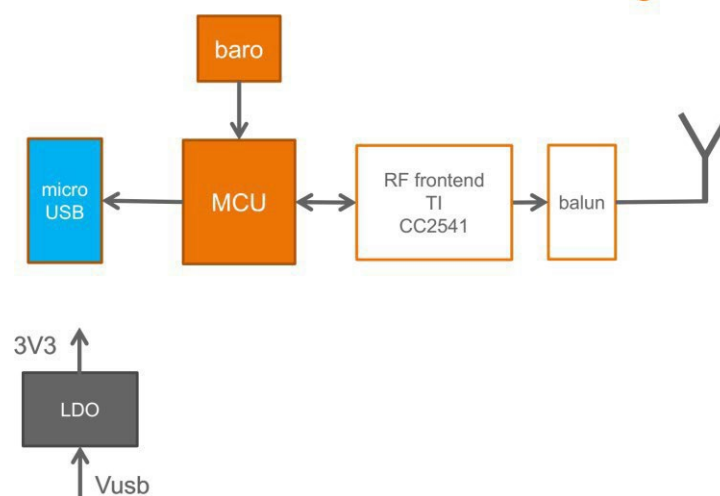 baro
micro
USB
MCU
RF frontend
TI
CC2541
balun
3V3
LDO
Vusb